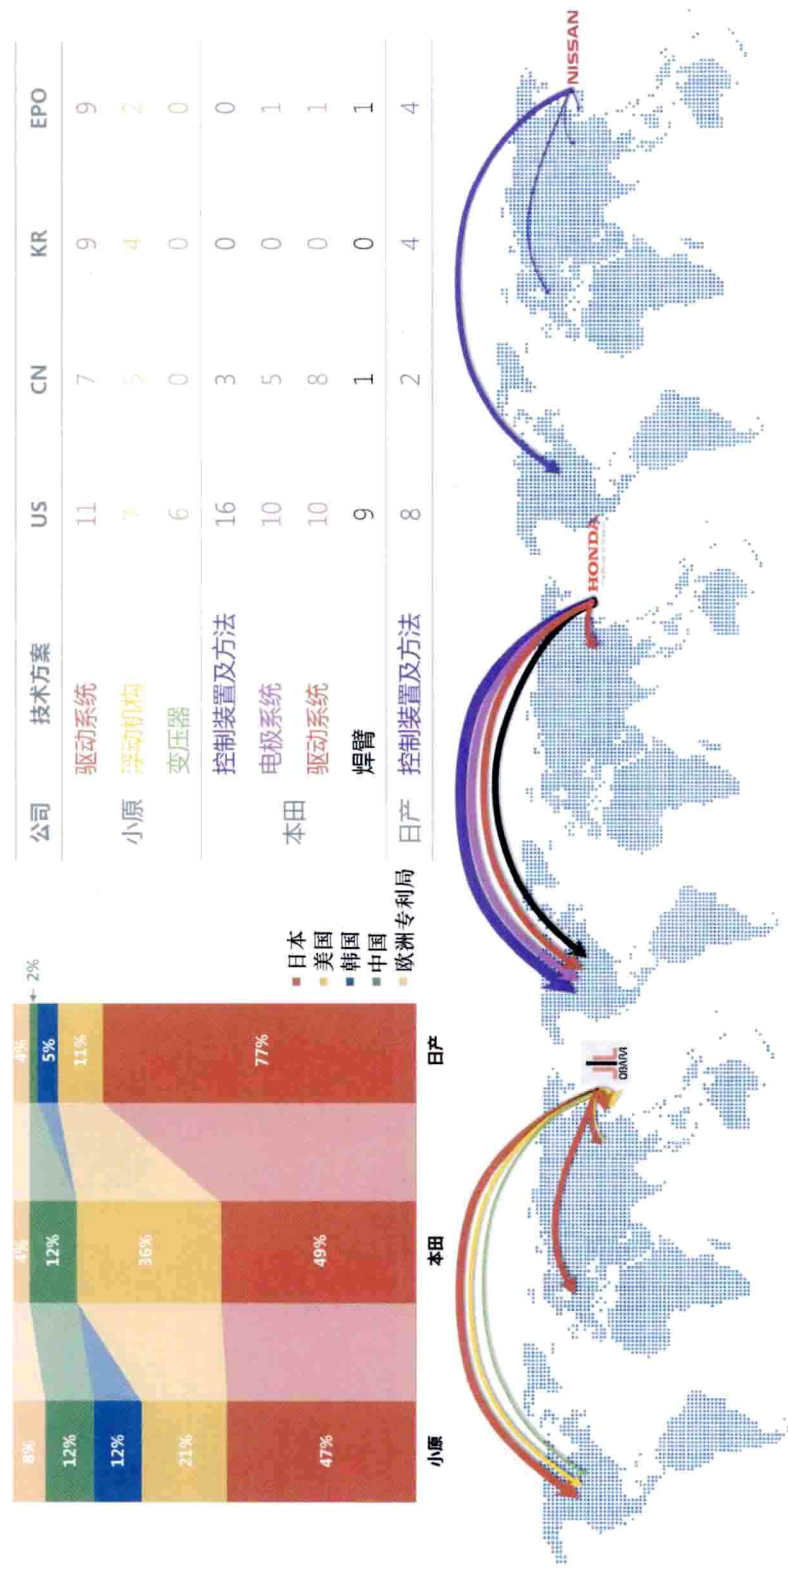 8%
4%
4%
2%
12%
12%
5%
12%
36%
11%
21%
47%
49%
77%
小原
本田
日产
日本
美国
韩国
中国
欧洲专利局
公司 技术方案 US CN KR EPO
驱动系统 11 7 9 9
小原 浮动机构 7 5 4 2
变压器 6 0 0 0
控制装置及方法 16 3 0 0
电极系统 10 5 0 1
本田
驱动系统 10 8 0 1
焊臂 9 1 0 1
日产 控制装置及方法 8 2 4 4
OBARA
HONDA
NISSAN